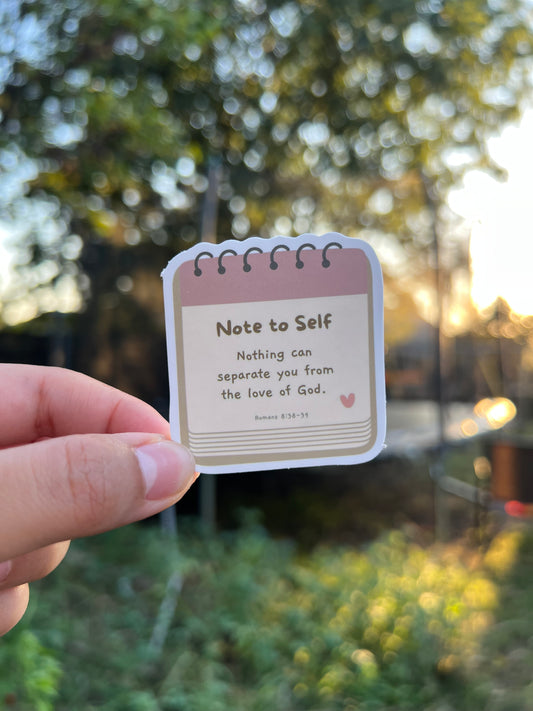 Note to Self
Nothing can
separate you from
the love of God.
Romans 8:38-39